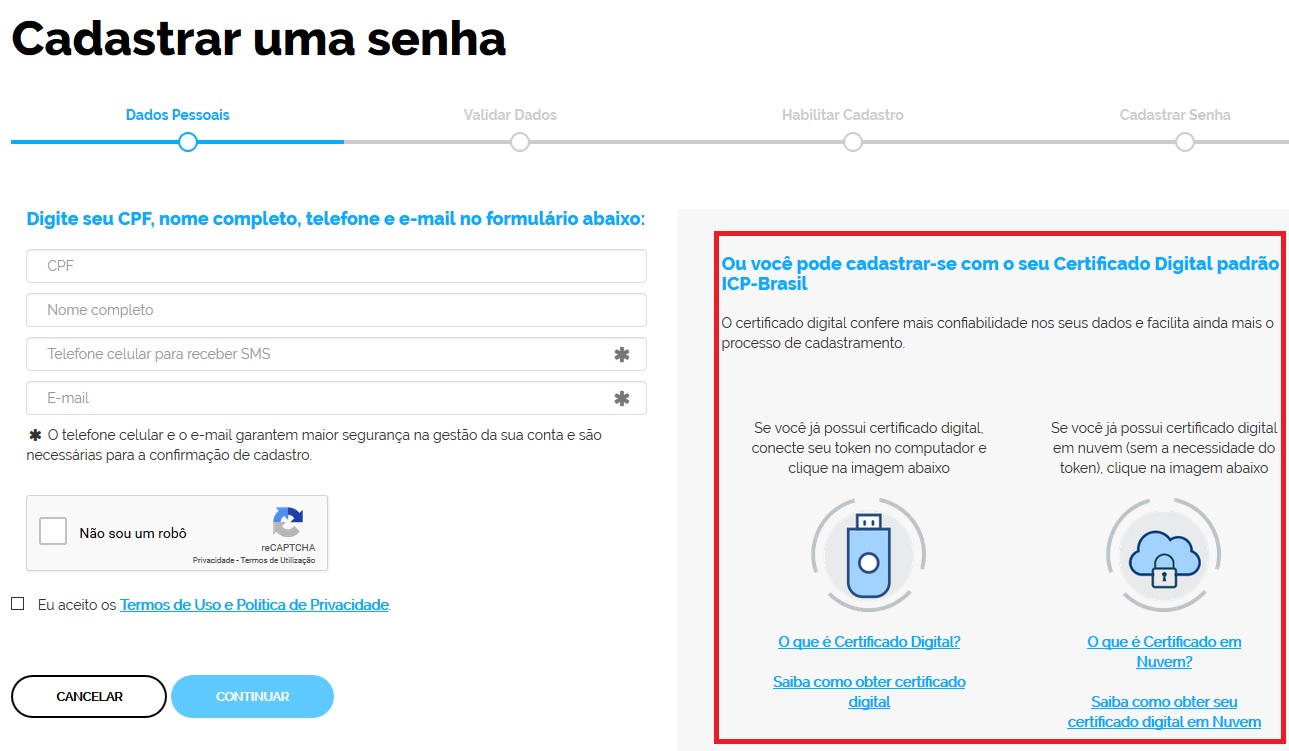 Cadastrar uma senha
Dados Pessoais
Validar Dados
Habilitar Cadastro
Cadastrar Senha
Digite seu CPF, nome completo, telefone e e-mail no formulário abaixo:
CPF
Nome completo
Telefone celular para receber SMS ✱
E-mail ✱
✱ O telefone celular e o e-mail garantem maior segurança na gestão da sua conta e são
necessárias para a confirmação de cadastro.
Não sou um robô
reCAPTCHA
Privacidade - Termos de Utilização
Eu aceito os Termos de Uso e Política de Privacidade.
CANCELAR
CONTINUAR
Ou você pode cadastrar-se com o seu Certificado Digital padrão
ICP-Brasil
O certificado digital confere mais confiabilidade nos seus dados e facilita ainda mais o
processo de cadastramento.
Se você já possui certificado digital,
conecte seu token no computador e
clique na imagem abaixo
O que é Certificado Digital?
Saiba como obter certificado
digital
Se você já possui certificado digital
em nuvem (sem a necessidade do
token), clique na imagem abaixo
O que é Certificado em
Nuvem?
Saiba como obter seu
certificado digital em Nuvem